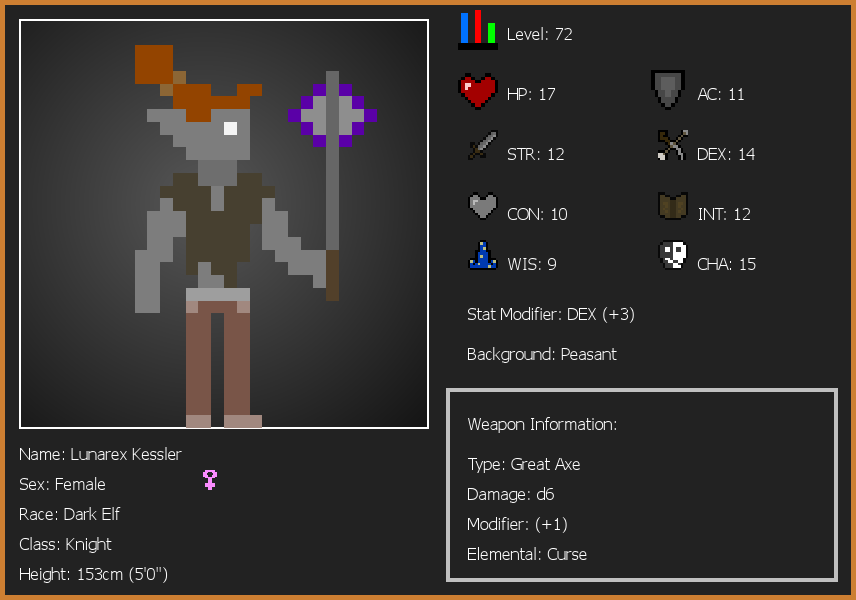 Level: 72
HP: 17
AC: 11
STR: 12
DEX: 14
CON: 10
INT: 12
WIS: 9
CHA: 15
Stat Modifier: DEX (+3)
Background: Peasant
Weapon Information:
Type: Great Axe
Damage: d6
Modifier: (+1)
Elemental: Curse
Name: Lunarex Kessler
Sex: Female
Race: Dark Elf
Class: Knight
Height: 153cm (5'0")